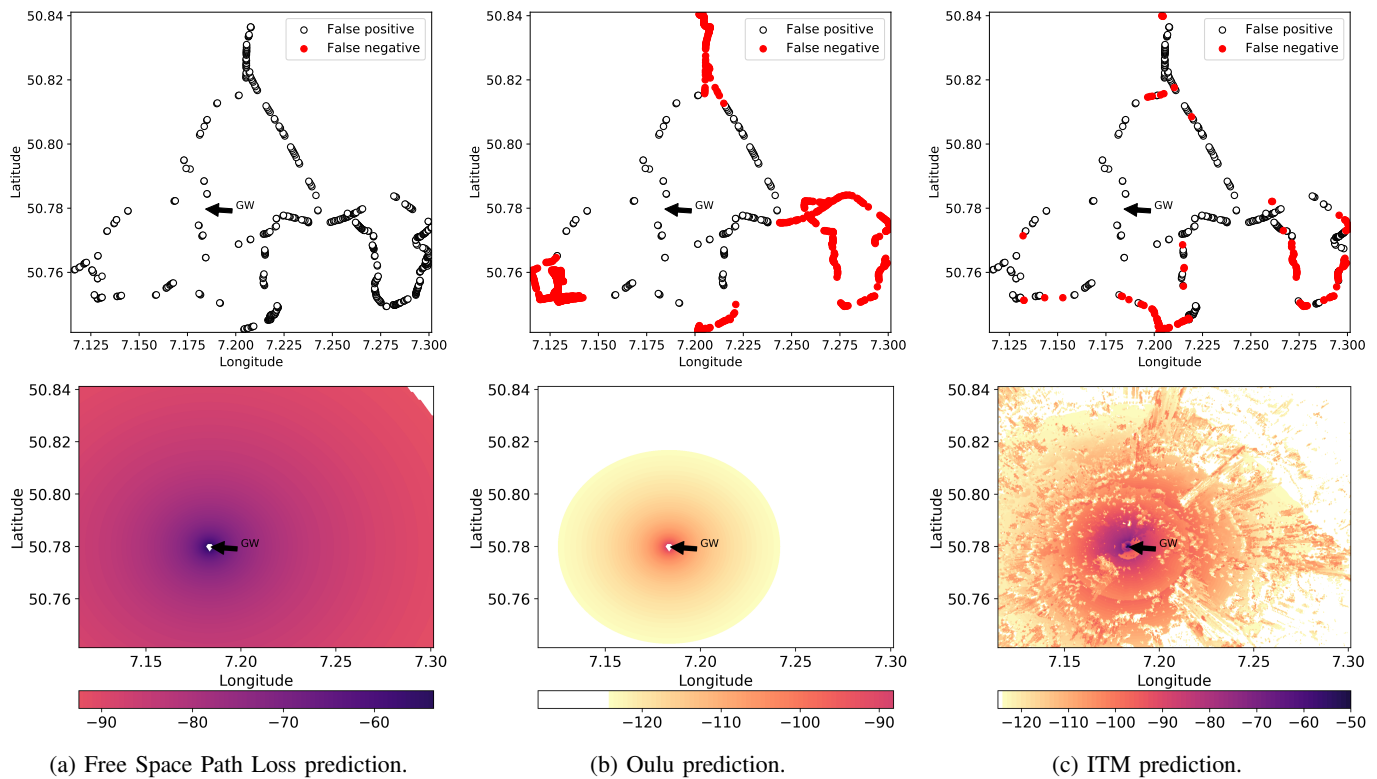 50.84
50.82
50.80
50.78
50.76
Latitude
False positive
False negative
GW
7.125 7.150 7.175 7.200 7.225 7.250 7.275 7.300
Longitude
50.84
50.82
50.80
50.78
50.76
Latitude
False positive
False negative
GW
7.125 7.150 7.175 7.200 7.225 7.250 7.275 7.300
Longitude
50.84
50.82
50.80
50.78
50.76
Latitude
False positive
False negative
GW
7.125 7.150 7.175 7.200 7.225 7.250 7.275 7.300
Longitude
50.84
50.82
50.80
50.78
50.76
Latitude
GW
7.15 7.20 7.25 7.30
Longitude
−90 −80 −70 −60
50.84
50.82
50.80
50.78
50.76
Latitude
GW
7.15 7.20 7.25 7.30
Longitude
−120 −110 −100 −90
50.84
50.82
50.80
50.78
50.76
Latitude
GW
7.15 7.20 7.25 7.30
Longitude
−120 −110 −100 −90 −80 −70 −60 −50
(a) Free Space Path Loss prediction.
(b) Oulu prediction.
(c) ITM prediction.